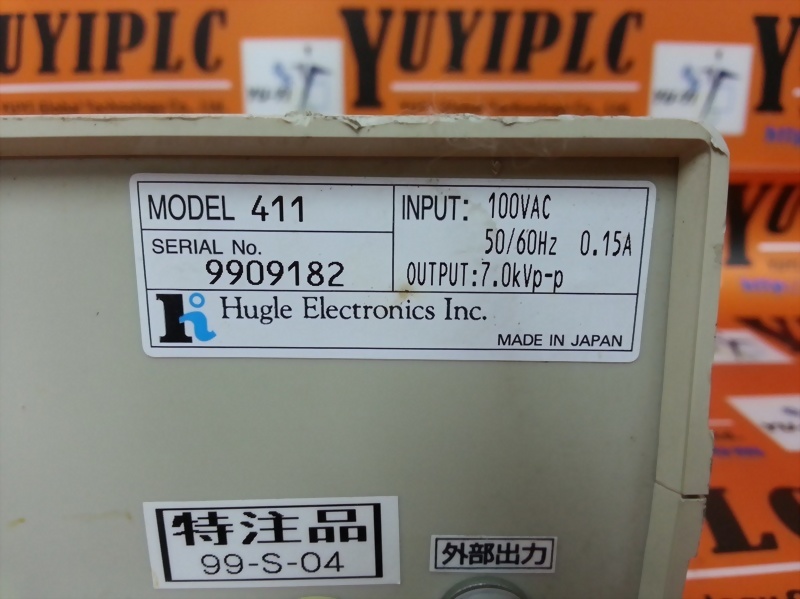 YUYIPLC
YUYIPLC
YUYI
MODEL 411
INPUT: 100VAC
50/60Hz 0.15A
SERIAL No.
9909182
OUTPUT:7.0kVp-p
Hugle Electronics Inc.
MADE IN JAPAN
特注品
99-S-04
外部出力